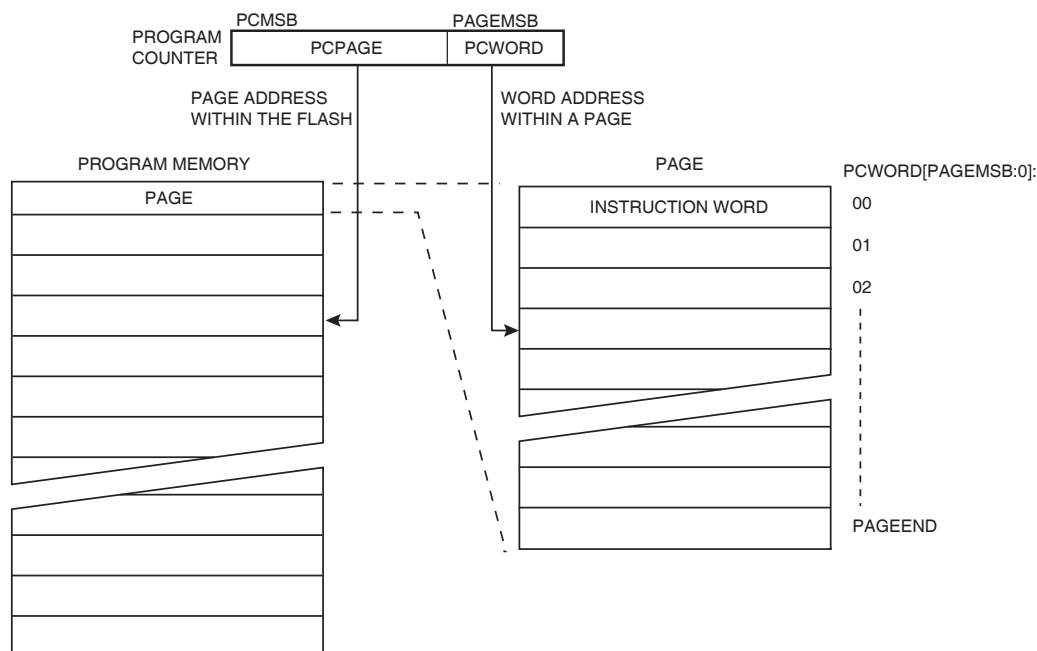 PCMSB
PAGEMSB
PROGRAM
COUNTER
PCPAGE
PCWORD
PAGE ADDRESS
WITHIN THE FLASH
WORD ADDRESS
WITHIN A PAGE
PROGRAM MEMORY
PAGE
PAGE
PCWORD[PAGEMSB:0]:
INSTRUCTION WORD
00
01
02
PAGEEND